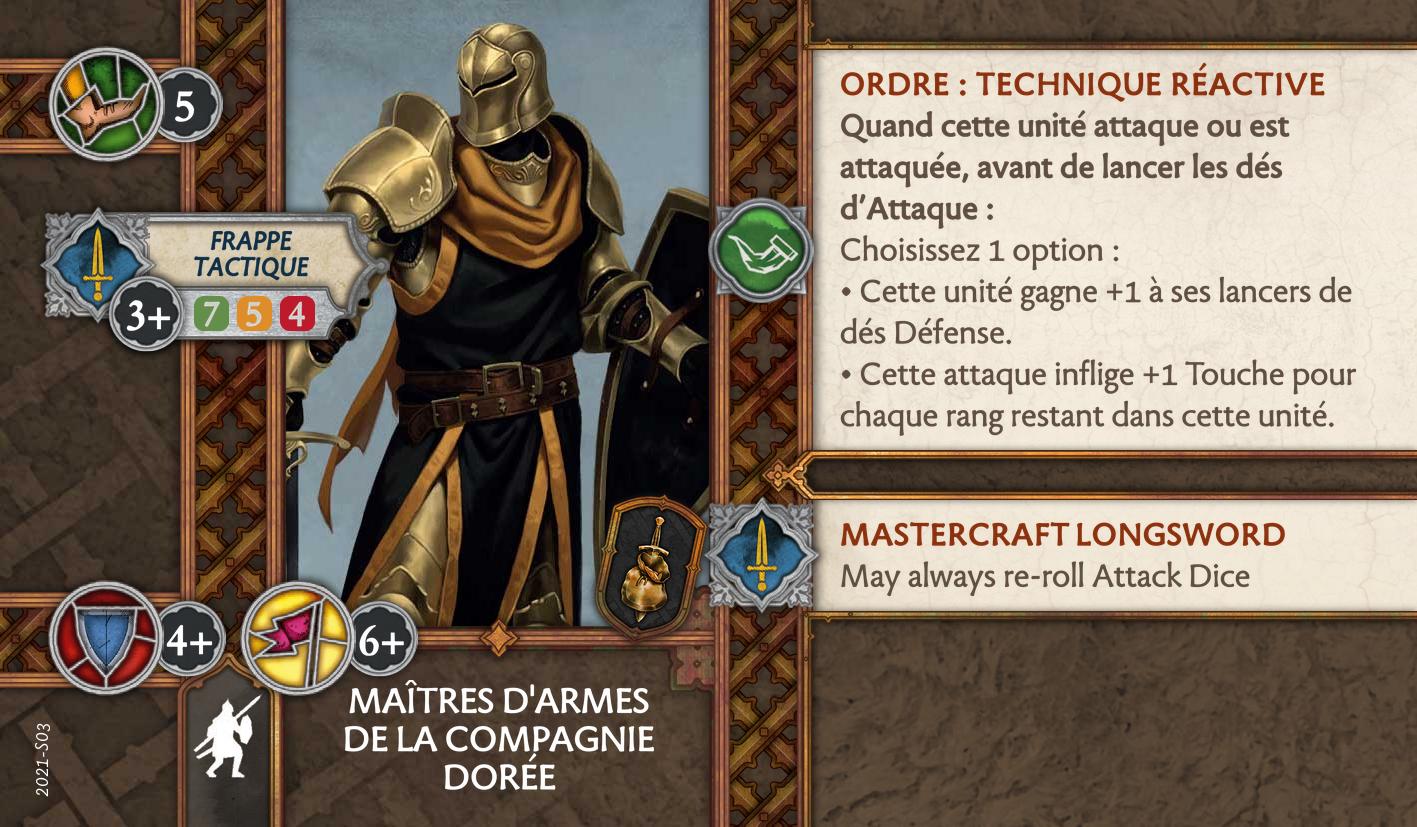 5
FRAPPE
TACTIQUE
3+ 7 5 4
4+ 6+
MAÎTRES D'ARMES
DE LA COMPAGNIE
DORÉE
2021-S03
ORDRE : TECHNIQUE RÉACTIVE
Quand cette unité attaque ou est
attaquée, avant de lancer les dés
d’Attaque :
Choisissez 1 option :
• Cette unité gagne +1 à ses lancers de
dés Défense.
• Cette attaque inflige +1 Touche pour
chaque rang restant dans cette unité.
MASTERCRAFT LONGSWORD
May always re-roll Attack Dice